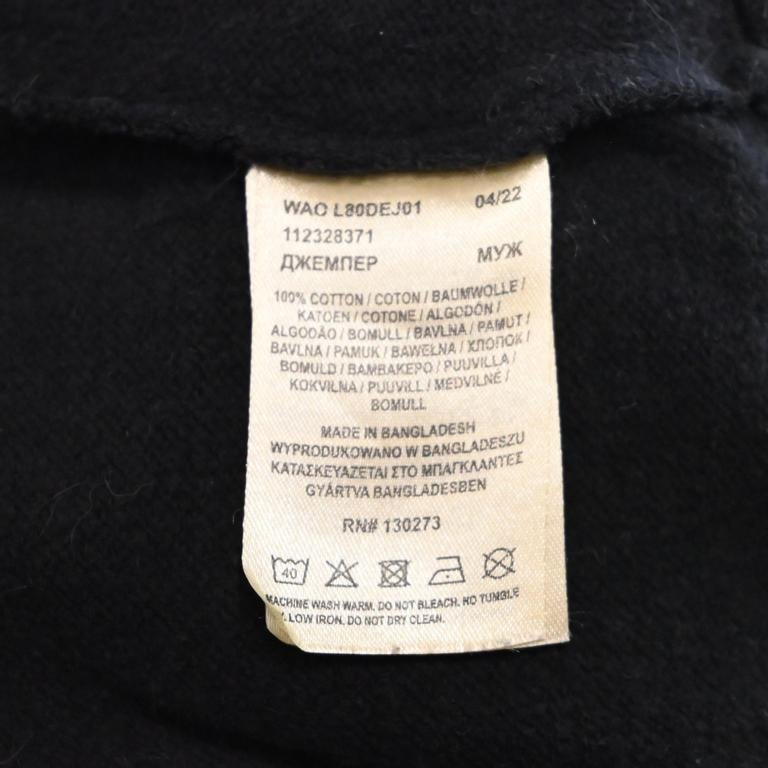 WAO L80DEJ01 04/22
112328371
ДЖЕМПЕР МУЖ
100% COTTON / COTON / BAUMWOLLE /
KATOEN / COTONE / ALGODÓN /
ALGODÃO / BOMULL / BAVLNA / PAMUT /
BAVLNA / PAMUK / BAWEŁNA / ХЛОПОК /
BOMULD / ΒΑΜΒΑΚΕΡΟ / PUUVILLA /
KOKVILNA / PUUVILL / MEDVILNĖ /
BOMULL
MADE IN BANGLADESH
WYPRODUKOWANO W BANGLADESZU
ΚΑΤΑΣΚΕΥΑΖΕΤΑΙ ΣΤΟ ΜΠΑΓΚΛΑΝΤΕΣ
GYÁRTVA BANGLADESBEN
RN# 130273
40
MACHINE WASH WARM. DO NOT BLEACH. NO TUMBLE
LOW IRON. DO NOT DRY CLEAN.